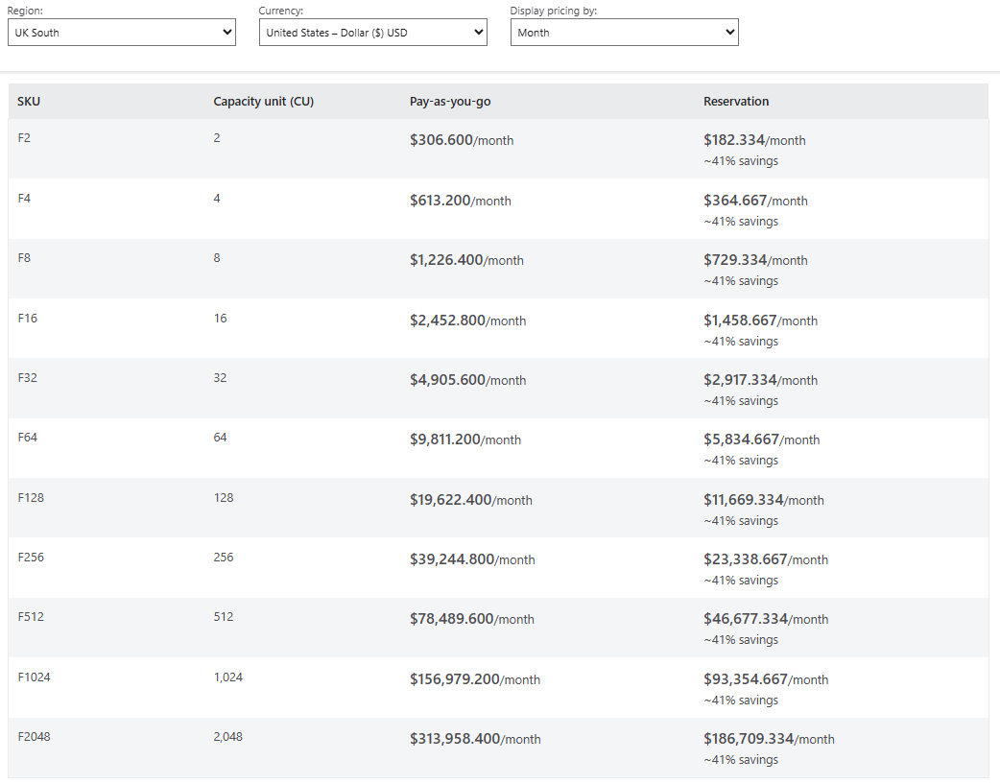 Region: Currency: Display pricing by:
UK South United States – Dollar ($) USD Month
SKU Capacity unit (CU) Pay-as-you-go Reservation
F2 2 $306.600/month $182.334/month
~41% savings
F4 4 $613.200/month $364.667/month
~41% savings
F8 8 $1,226.400/month $729.334/month
~41% savings
F16 16 $2,452.800/month $1,458.667/month
~41% savings
F32 32 $4,905.600/month $2,917.334/month
~41% savings
F64 64 $9,811.200/month $5,834.667/month
~41% savings
F128 128 $19,622.400/month $11,669.334/month
~41% savings
F256 256 $39,244.800/month $23,338.667/month
~41% savings
F512 512 $78,489.600/month $46,677.334/month
~41% savings
F1024 1,024 $156,979.200/month $93,354.667/month
~41% savings
F2048 2,048 $313,958.400/month $186,709.334/month
~41% savings